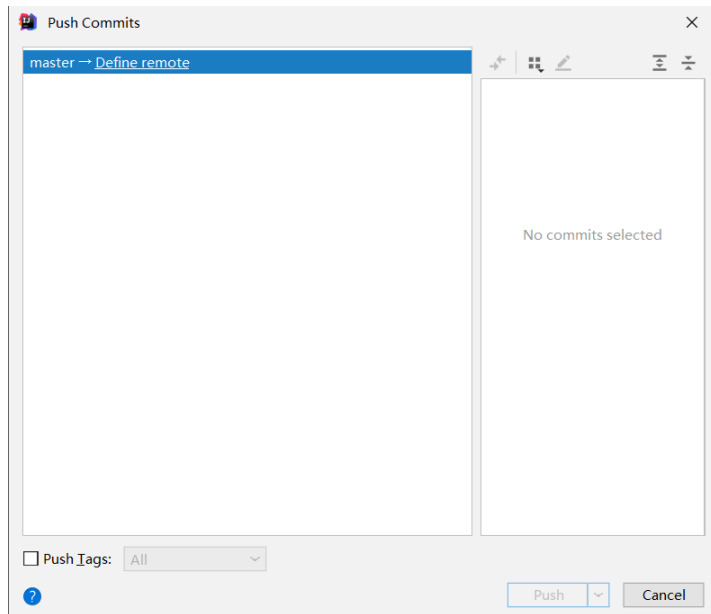 Push Commits
master → Define remote
No commits selected
Push Tags:
All
?
Push
Cancel